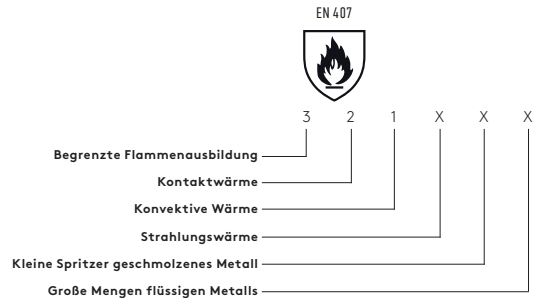 EN 407
3 2 1 X X X
Begrenzte Flammenausbildung
Kontaktwärme
Konvektive Wärme
Strahlungswärme
Kleine Spritzer geschmolzenes Metall
Große Mengen flüssigen Metalls